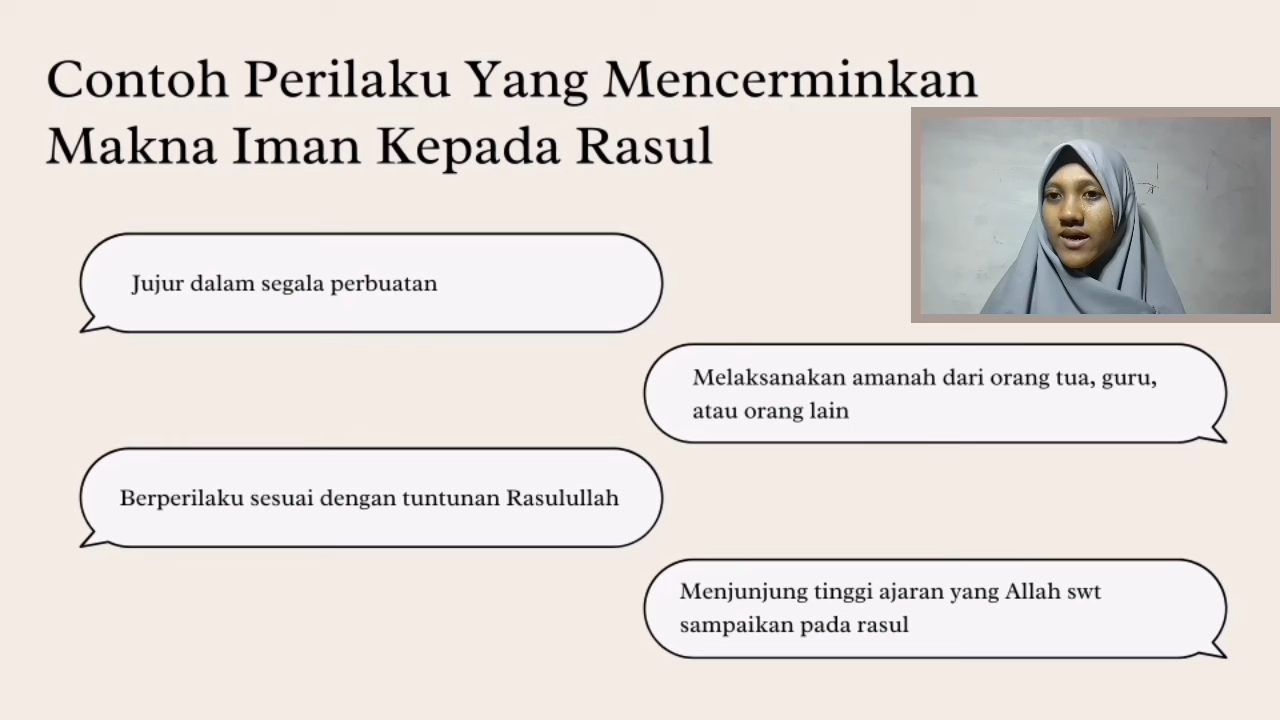 Contoh Perilaku Yang Mencerminkan
Makna Iman Kepada Rasul
Jujur dalam segala perbuatan
Melaksanakan amanah dari orang tua, guru,
atau orang lain
Berperilaku sesuai dengan tuntunan Rasulullah
Menjunjung tinggi ajaran yang Allah swt
sampaikan pada rasul